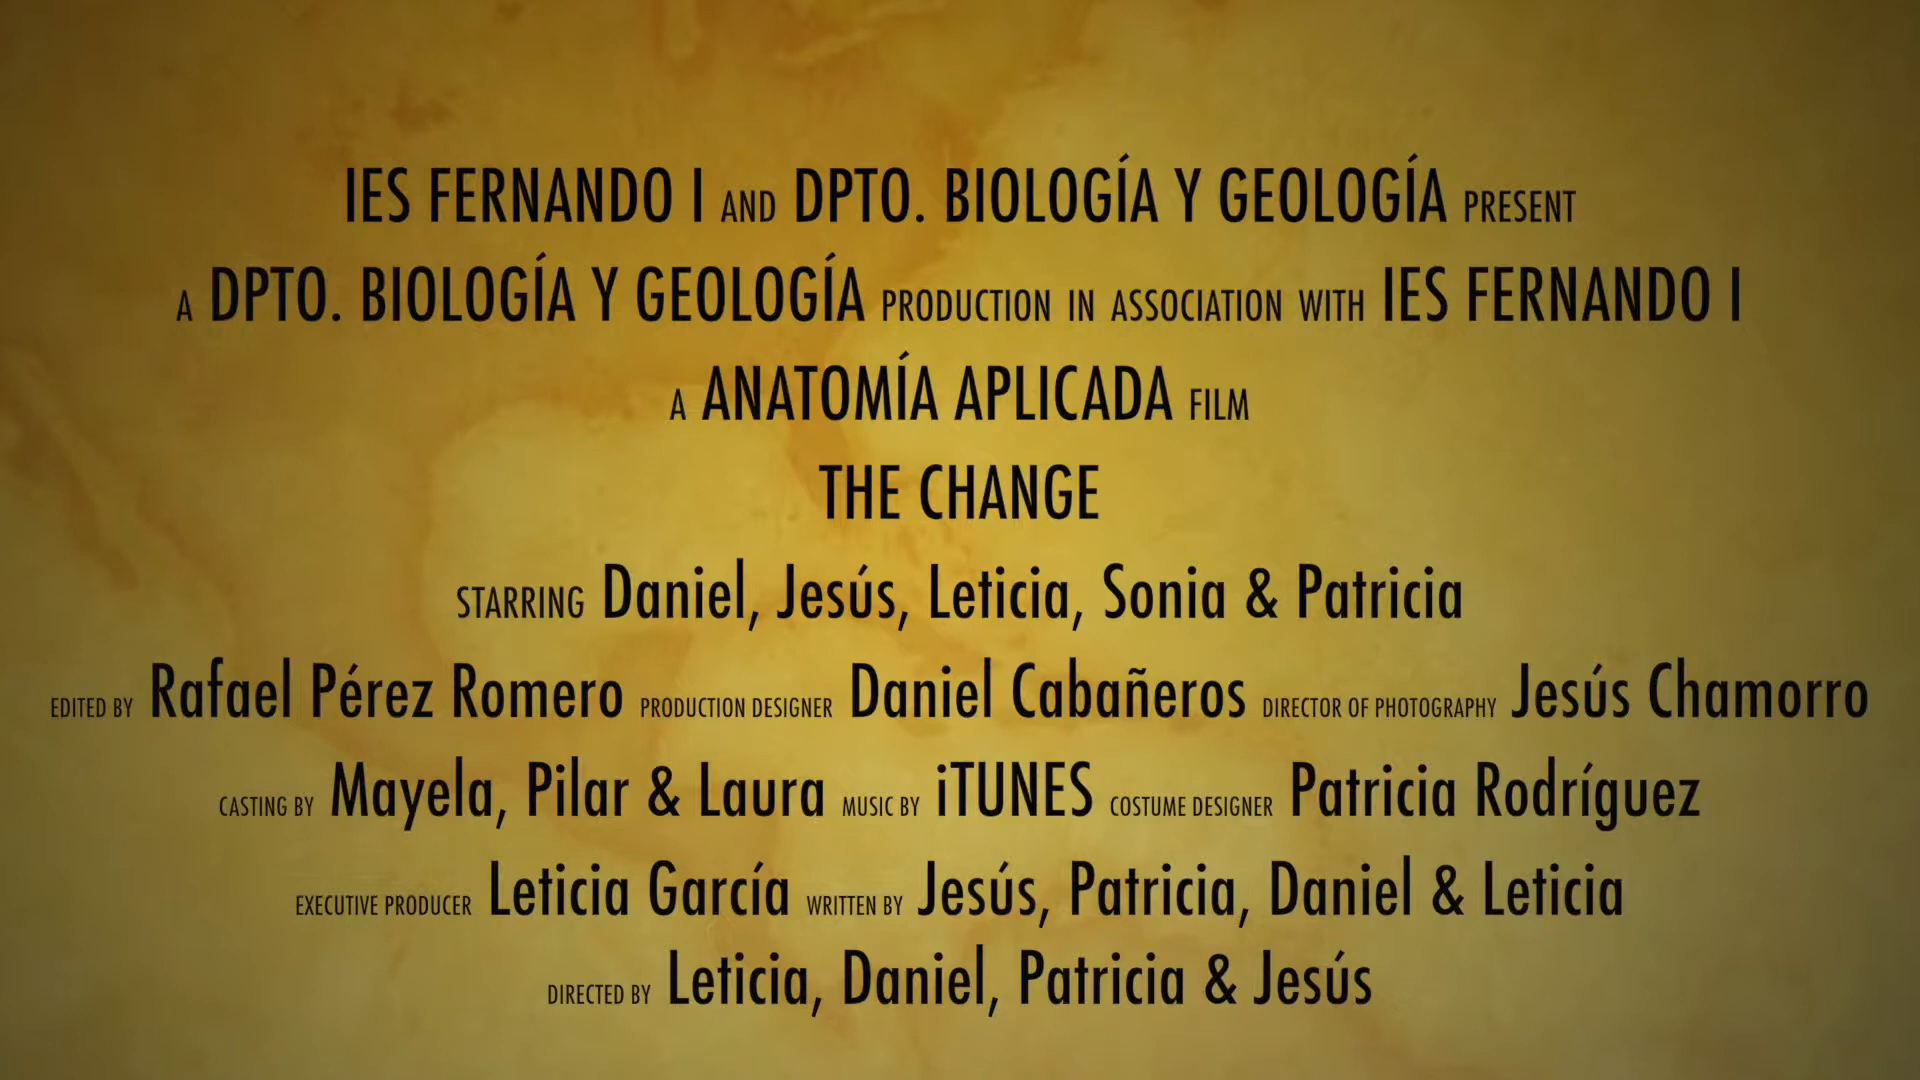 IES FERNANDO I AND DPTO. BIOLOGÍA Y GEOLOGÍA PRESENT
A DPTO. BIOLOGÍA Y GEOLOGÍA PRODUCTION IN ASSOCIATION WITH IES FERNANDO I
A ANATOMÍA APLICADA FILM
THE CHANGE
STARRING Daniel, Jesús, Leticia, Sonia & Patricia
EDITED BY Rafael Pérez Romero PRODUCTION DESIGNER Daniel Cabañeros DIRECTOR OF PHOTOGRAPHY Jesús Chamorro
CASTING BY Mayela, Pilar & Laura MUSIC BY iTUNES COSTUME DESIGNER Patricia Rodríguez
EXECUTIVE PRODUCER Leticia García WRITTEN BY Jesús, Patricia, Daniel & Leticia
DIRECTED BY Leticia, Daniel, Patricia & Jesús